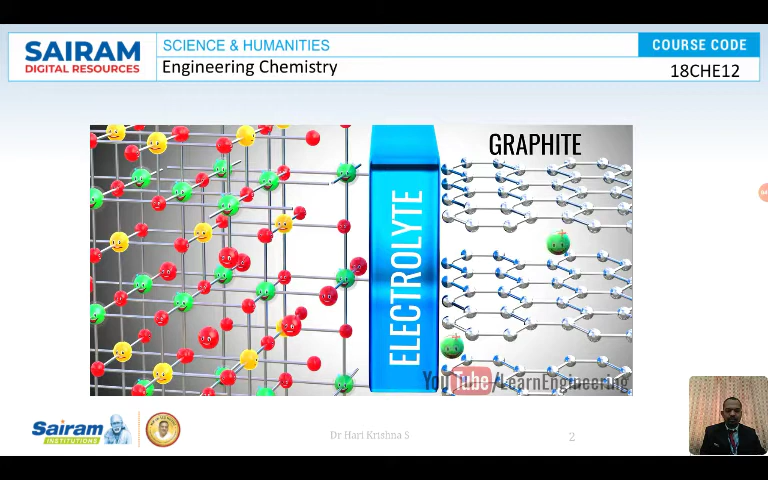 SAIRAM
DIGITAL RESOURCES
SCIENCE & HUMANITIES
Engineering Chemistry
COURSE CODE
18CHE12
GRAPHITE
ELECTROLYTE
YouTube/LearnEngineering
Sairam
INSTITUTIONS
Dr Hari Krishna S
2